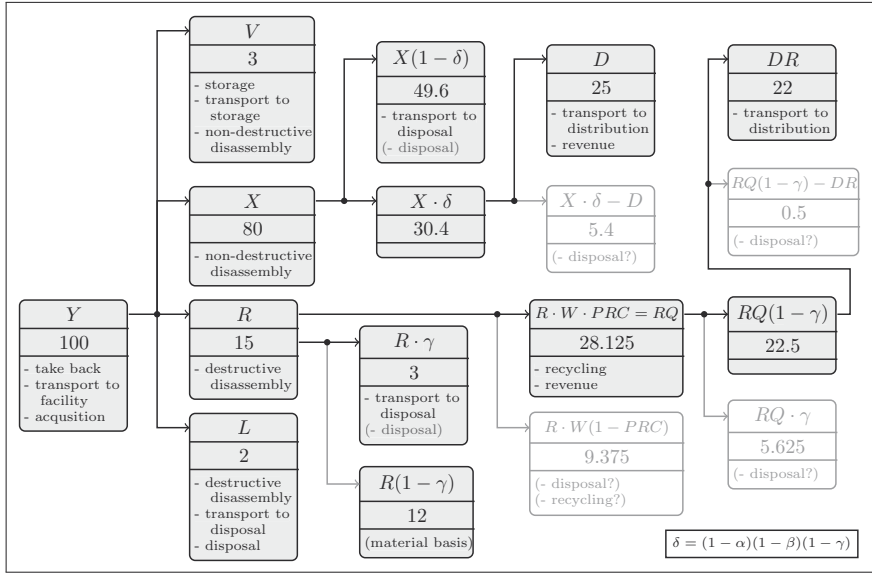 V
3
- storage
- transport to
storage
- non-destructive
disassembly
X(1 − δ)
49.6
- transport to
disposal
(- disposal)
D
25
- transport to
distribution
- revenue
DR
22
- transport to
distribution
X
80
- non-destructive
disassembly
X · δ
30.4
X · δ − D
5.4
(- disposal?)
RQ(1 − γ) − DR
0.5
(- disposal?)
Y
100
- take back
- transport to
facility
- acqusition
R
15
- destructive
disassembly
R · γ
3
- transport to
disposal
(- disposal)
R · W · PRC = RQ
28.125
- recycling
- revenue
RQ(1 − γ)
22.5
L
2
- destructive
disassembly
- transport to
disposal
- disposal
R(1 − γ)
12
(material basis)
R · W(1 − PRC)
9.375
(- disposal?)
(- recycling?)
RQ · γ
5.625
(- disposal?)
δ = (1 − α)(1 − β)(1 − γ)